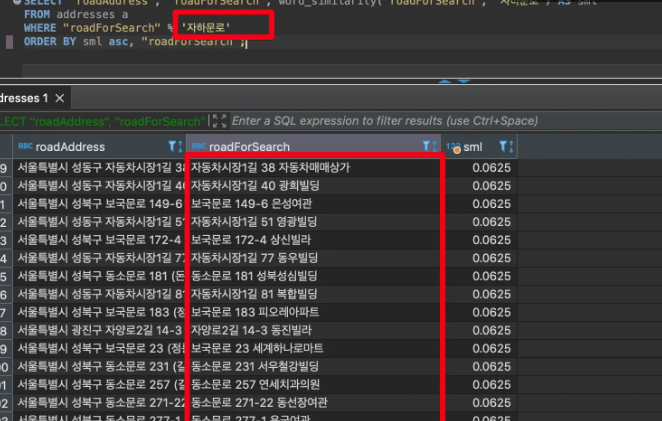 SELECT "roadAddress", "roadForSearch", word_similarity("roadForSearch", '자하문로') AS sml
FROM addresses a
WHERE "roadForSearch" % '자하문로'
ORDER BY sml asc, "roadForSearch";
dresses 1
LECT "roadAddress", "roadForSearch" Enter a SQL expression to filter results (use Ctrl+Space)
ABC roadAddress ABC roadForSearch 123 sml
9 서울특별시 성동구 자동차시장1길 38 자동차시장1길 38 자동차매매상가 0.0625
0 서울특별시 성동구 자동차시장1길 40 자동차시장1길 40 광희빌딩 0.0625
1 서울특별시 성북구 보국문로 149-6 보국문로 149-6 은성여관 0.0625
2 서울특별시 성동구 자동차시장1길 51 자동차시장1길 51 영광빌딩 0.0625
3 서울특별시 성북구 보국문로 172-4 보국문로 172-4 상신빌라 0.0625
4 서울특별시 성동구 자동차시장1길 77 자동차시장1길 77 동우빌딩 0.0625
5 서울특별시 성북구 동소문로 181 (돈 동소문로 181 성북성심빌딩 0.0625
6 서울특별시 성동구 자동차시장1길 81 자동차시장1길 81 복합빌딩 0.0625
7 서울특별시 성북구 보국문로 183 (정 보국문로 183 피오레아파트 0.0625
8 서울특별시 광진구 자양로2길 14-3 자양로2길 14-3 동진빌라 0.0625
9 서울특별시 성북구 보국문로 23 (정 보국문로 23 세계하나로마트 0.0625
00 서울특별시 성북구 동소문로 231 (길 동소문로 231 서우철강빌딩 0.0625
01 서울특별시 성북구 동소문로 257 (길 동소문로 257 연세치과의원 0.0625
02 서울특별시 성북구 동소문로 271-22 동소문로 271-22 동선장여관 0.0625
03 서울특별시 성북구 동소문로 277-1 동소문로 277-1 0.0625